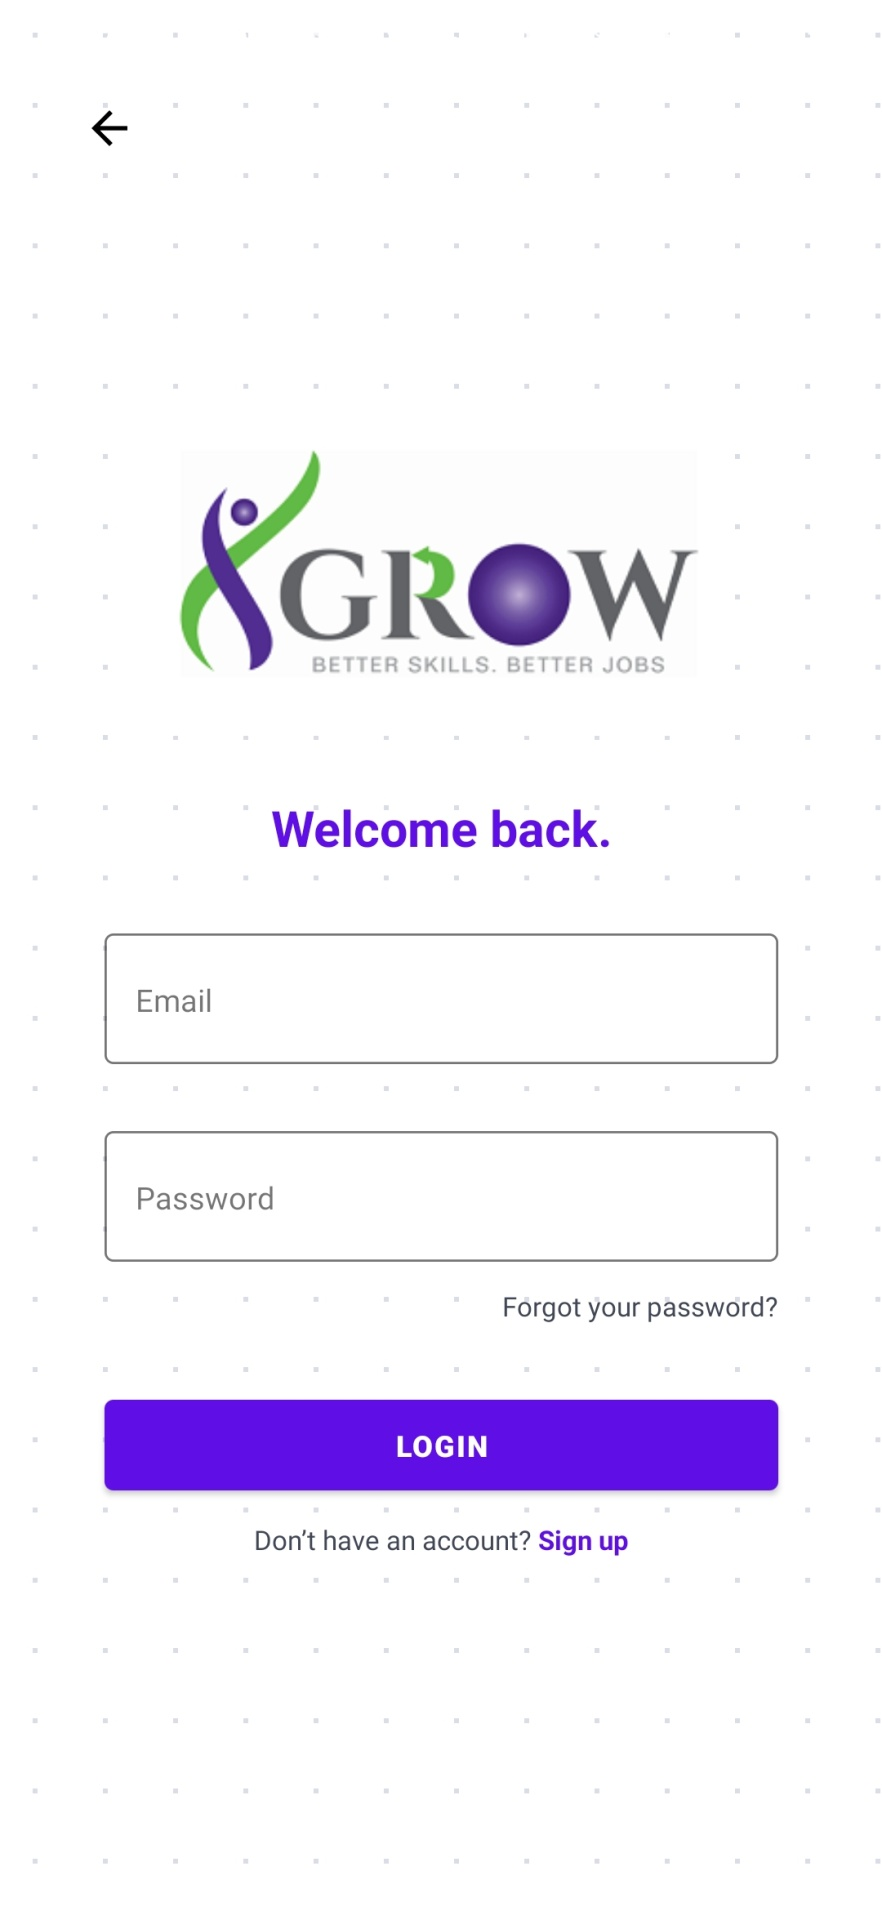 GROW
BETTER SKILLS. BETTER JOBS
Welcome back.
Email
Password
Forgot your password?
LOGIN
Don’t have an account? Sign up